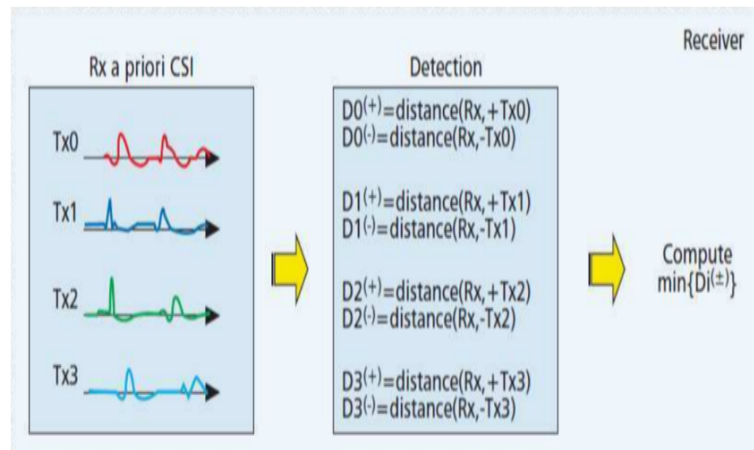 Receiver
Rx a priori CSI
Tx0
Tx1
Tx2
Tx3
Detection
D0(+)=distance(Rx,+Tx0)
D0(-)=distance(Rx,-Tx0)
D1(+)=distance(Rx,+Tx1)
D1(-)=distance(Rx,-Tx1)
D2(+)=distance(Rx,+Tx2)
D2(-)=distance(Rx,-Tx2)
D3(+)=distance(Rx,+Tx3)
D3(-)=distance(Rx,-Tx3)
Compute
min{Di(±)}